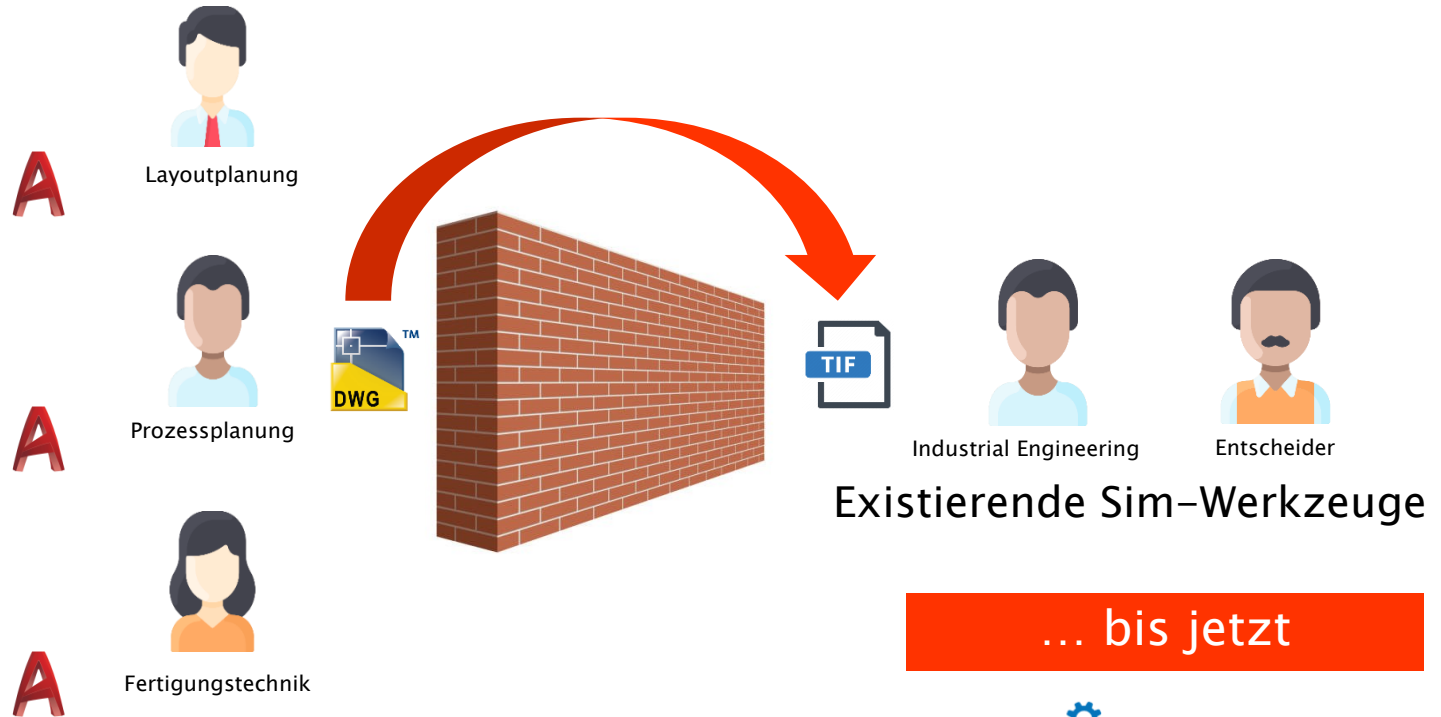 Layoutplanung
Prozessplanung
Fertigungstechnik
DWG
TM
TIF
Industrial Engineering
Entscheider
Existierende Sim-Werkzeuge
... bis jetzt